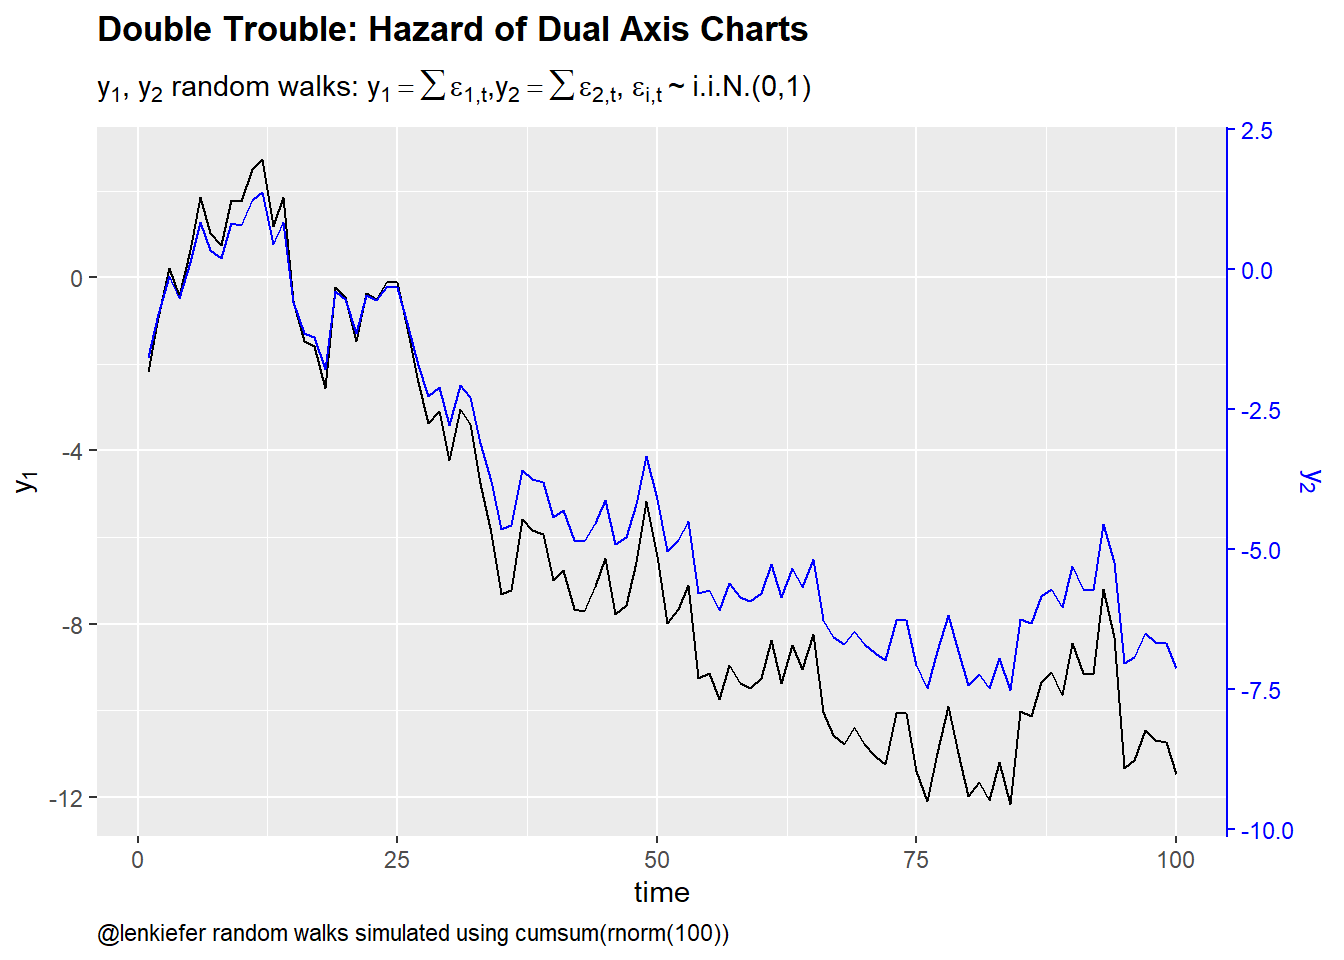 Double Trouble: Hazard of Dual Axis Charts
y₁, y₂ random walks: y₁ = ∑ ε₁,t,y₂ = ∑ ε₂,t, εᵢ,t ~ i.i.N.(0,1)
2.5
0
0.0
-2.5
-4
y₁
y₂
-5.0
-8
-7.5
-12
-10.0
0 25 50 75 100
time
@lenkiefer random walks simulated using cumsum(rnorm(100))